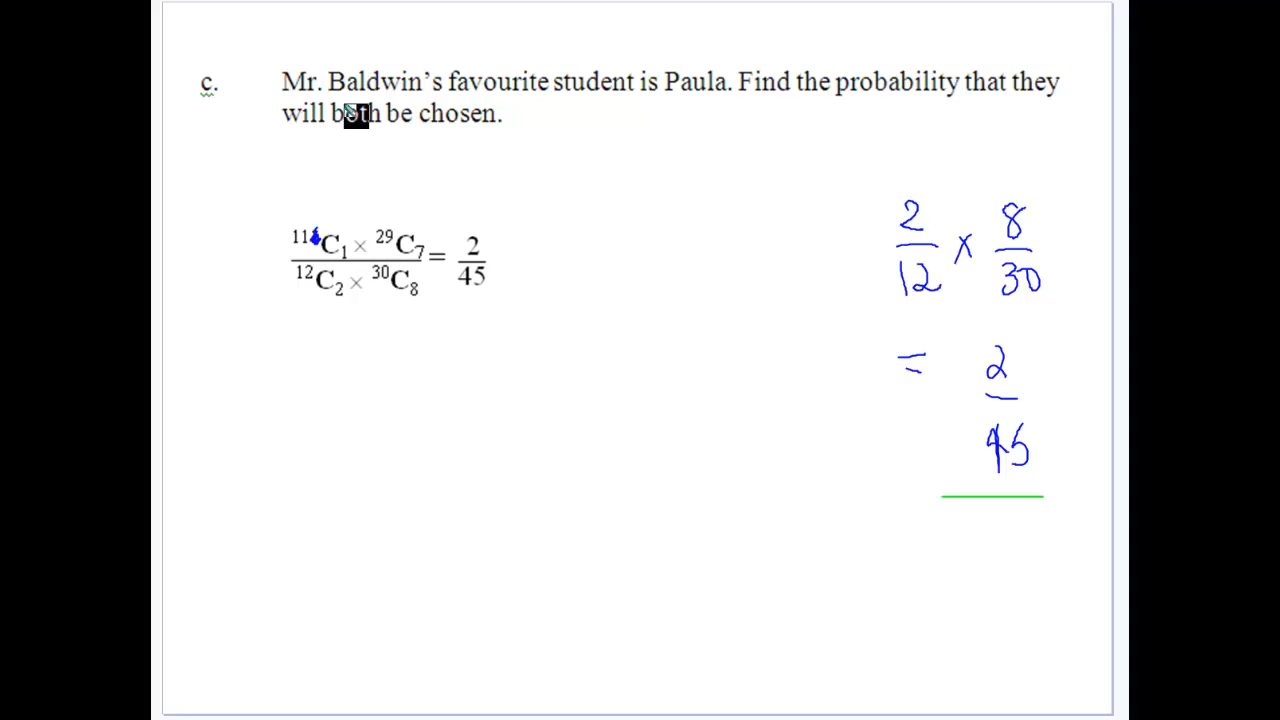 c. Mr. Baldwin's favourite student is Paula. Find the probability that they
will both be chosen.
¹¹C₁ × ²⁹C₇ / ¹²C₂ × ³⁰C₈ = 2/45
2/12 × 8/30
= 2/45